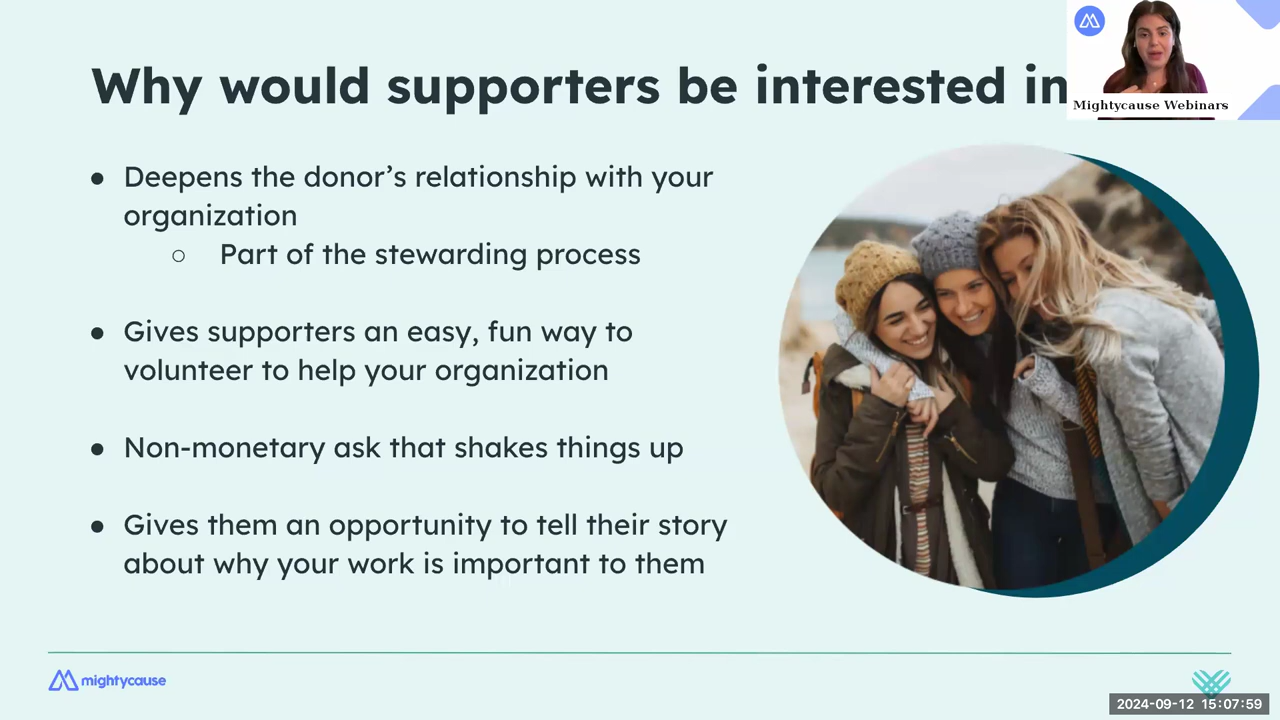 Why would supporters be interested in
Mightycause Webinars
● Deepens the donor’s relationship with your
organization
○ Part of the stewarding process
● Gives supporters an easy, fun way to
volunteer to help your organization
● Non-monetary ask that shakes things up
● Gives them an opportunity to tell their story
about why your work is important to them
mightycause
2024-09-12 15:07:59